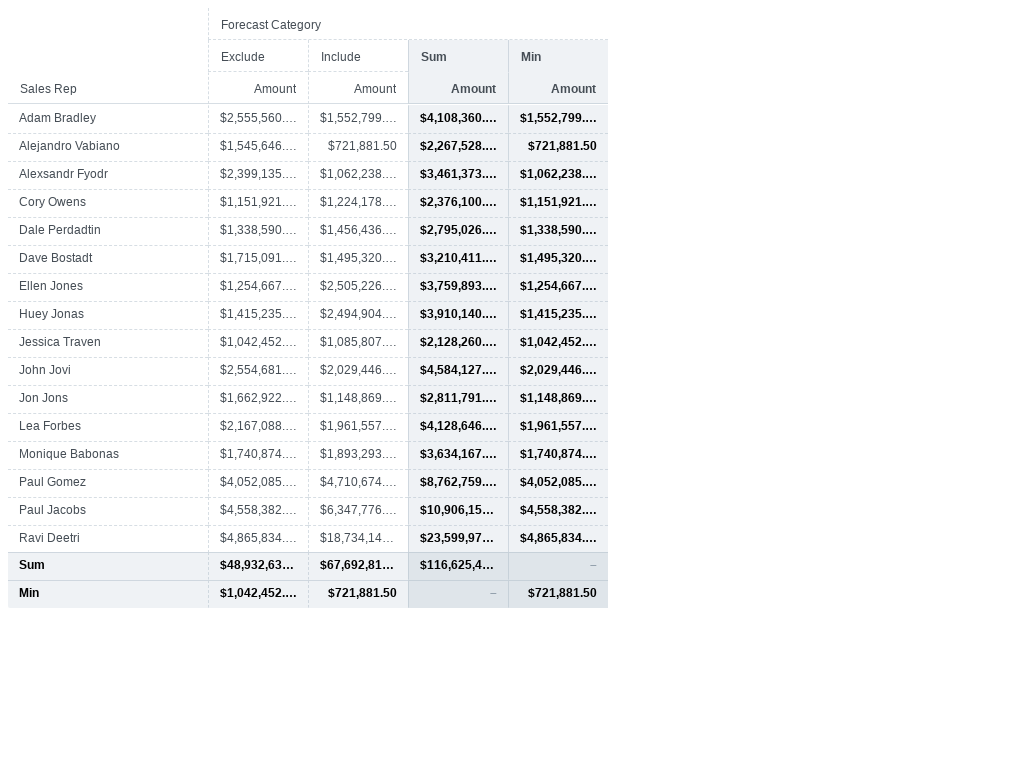 Forecast Category
Exclude Include Sum Min
Sales Rep Amount Amount Amount Amount
Adam Bradley $2,555,560.… $1,552,799.… $4,108,360.… $1,552,799.…
Alejandro Vabiano $1,545,646.… $721,881.50 $2,267,528.… $721,881.50
Alexsandr Fyodr $2,399,135.… $1,062,238.… $3,461,373.… $1,062,238.…
Cory Owens $1,151,921.… $1,224,178.… $2,376,100.… $1,151,921.…
Dale Perdadtin $1,338,590.… $1,456,436.… $2,795,026.… $1,338,590.…
Dave Bostadt $1,715,091.… $1,495,320.… $3,210,411.… $1,495,320.…
Ellen Jones $1,254,667.… $2,505,226.… $3,759,893.… $1,254,667.…
Huey Jonas $1,415,235.… $2,494,904.… $3,910,140.… $1,415,235.…
Jessica Traven $1,042,452.… $1,085,807.… $2,128,260.… $1,042,452.…
John Jovi $2,554,681.… $2,029,446.… $4,584,127.… $2,029,446.…
Jon Jons $1,662,922.… $1,148,869.… $2,811,791.… $1,148,869.…
Lea Forbes $2,167,088.… $1,961,557.… $4,128,646.… $1,961,557.…
Monique Babonas $1,740,874.… $1,893,293.… $3,634,167.… $1,740,874.…
Paul Gomez $4,052,085.… $4,710,674.… $8,762,759.… $4,052,085.…
Paul Jacobs $4,558,382.… $6,347,776.… $10,906,15… $4,558,382.…
Ravi Deetri $4,865,834.… $18,734,14… $23,599,97… $4,865,834.…
Sum $48,932,63… $67,692,81… $116,625,4… –
Min $1,042,452.… $721,881.50 – $721,881.50